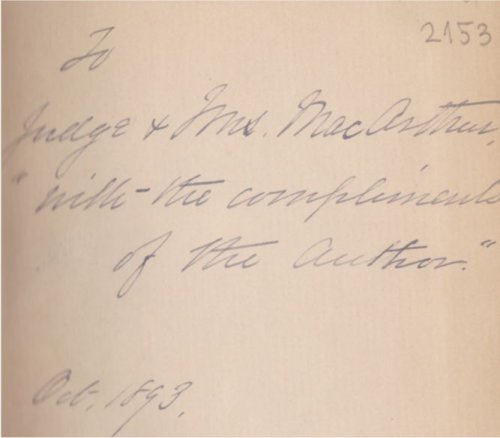 2153
To
Judge & Mrs. MacArthur,
"with the compliments
of the Author."
Oct. 1893.